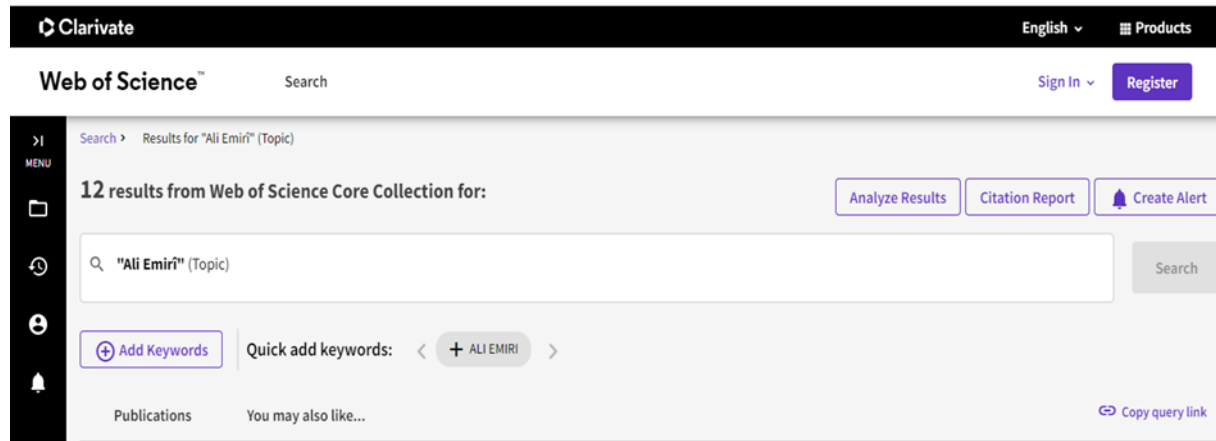 Clarivate English Products
Web of Science™ Search Sign In Register
MENU
Search > Results for "Ali Emirî" (Topic)
12 results from Web of Science Core Collection for:
Analyze Results Citation Report Create Alert
"Ali Emirî" (Topic) Search
Add Keywords Quick add keywords: < + ALI EMIRI >
Publications You may also like... Copy query link